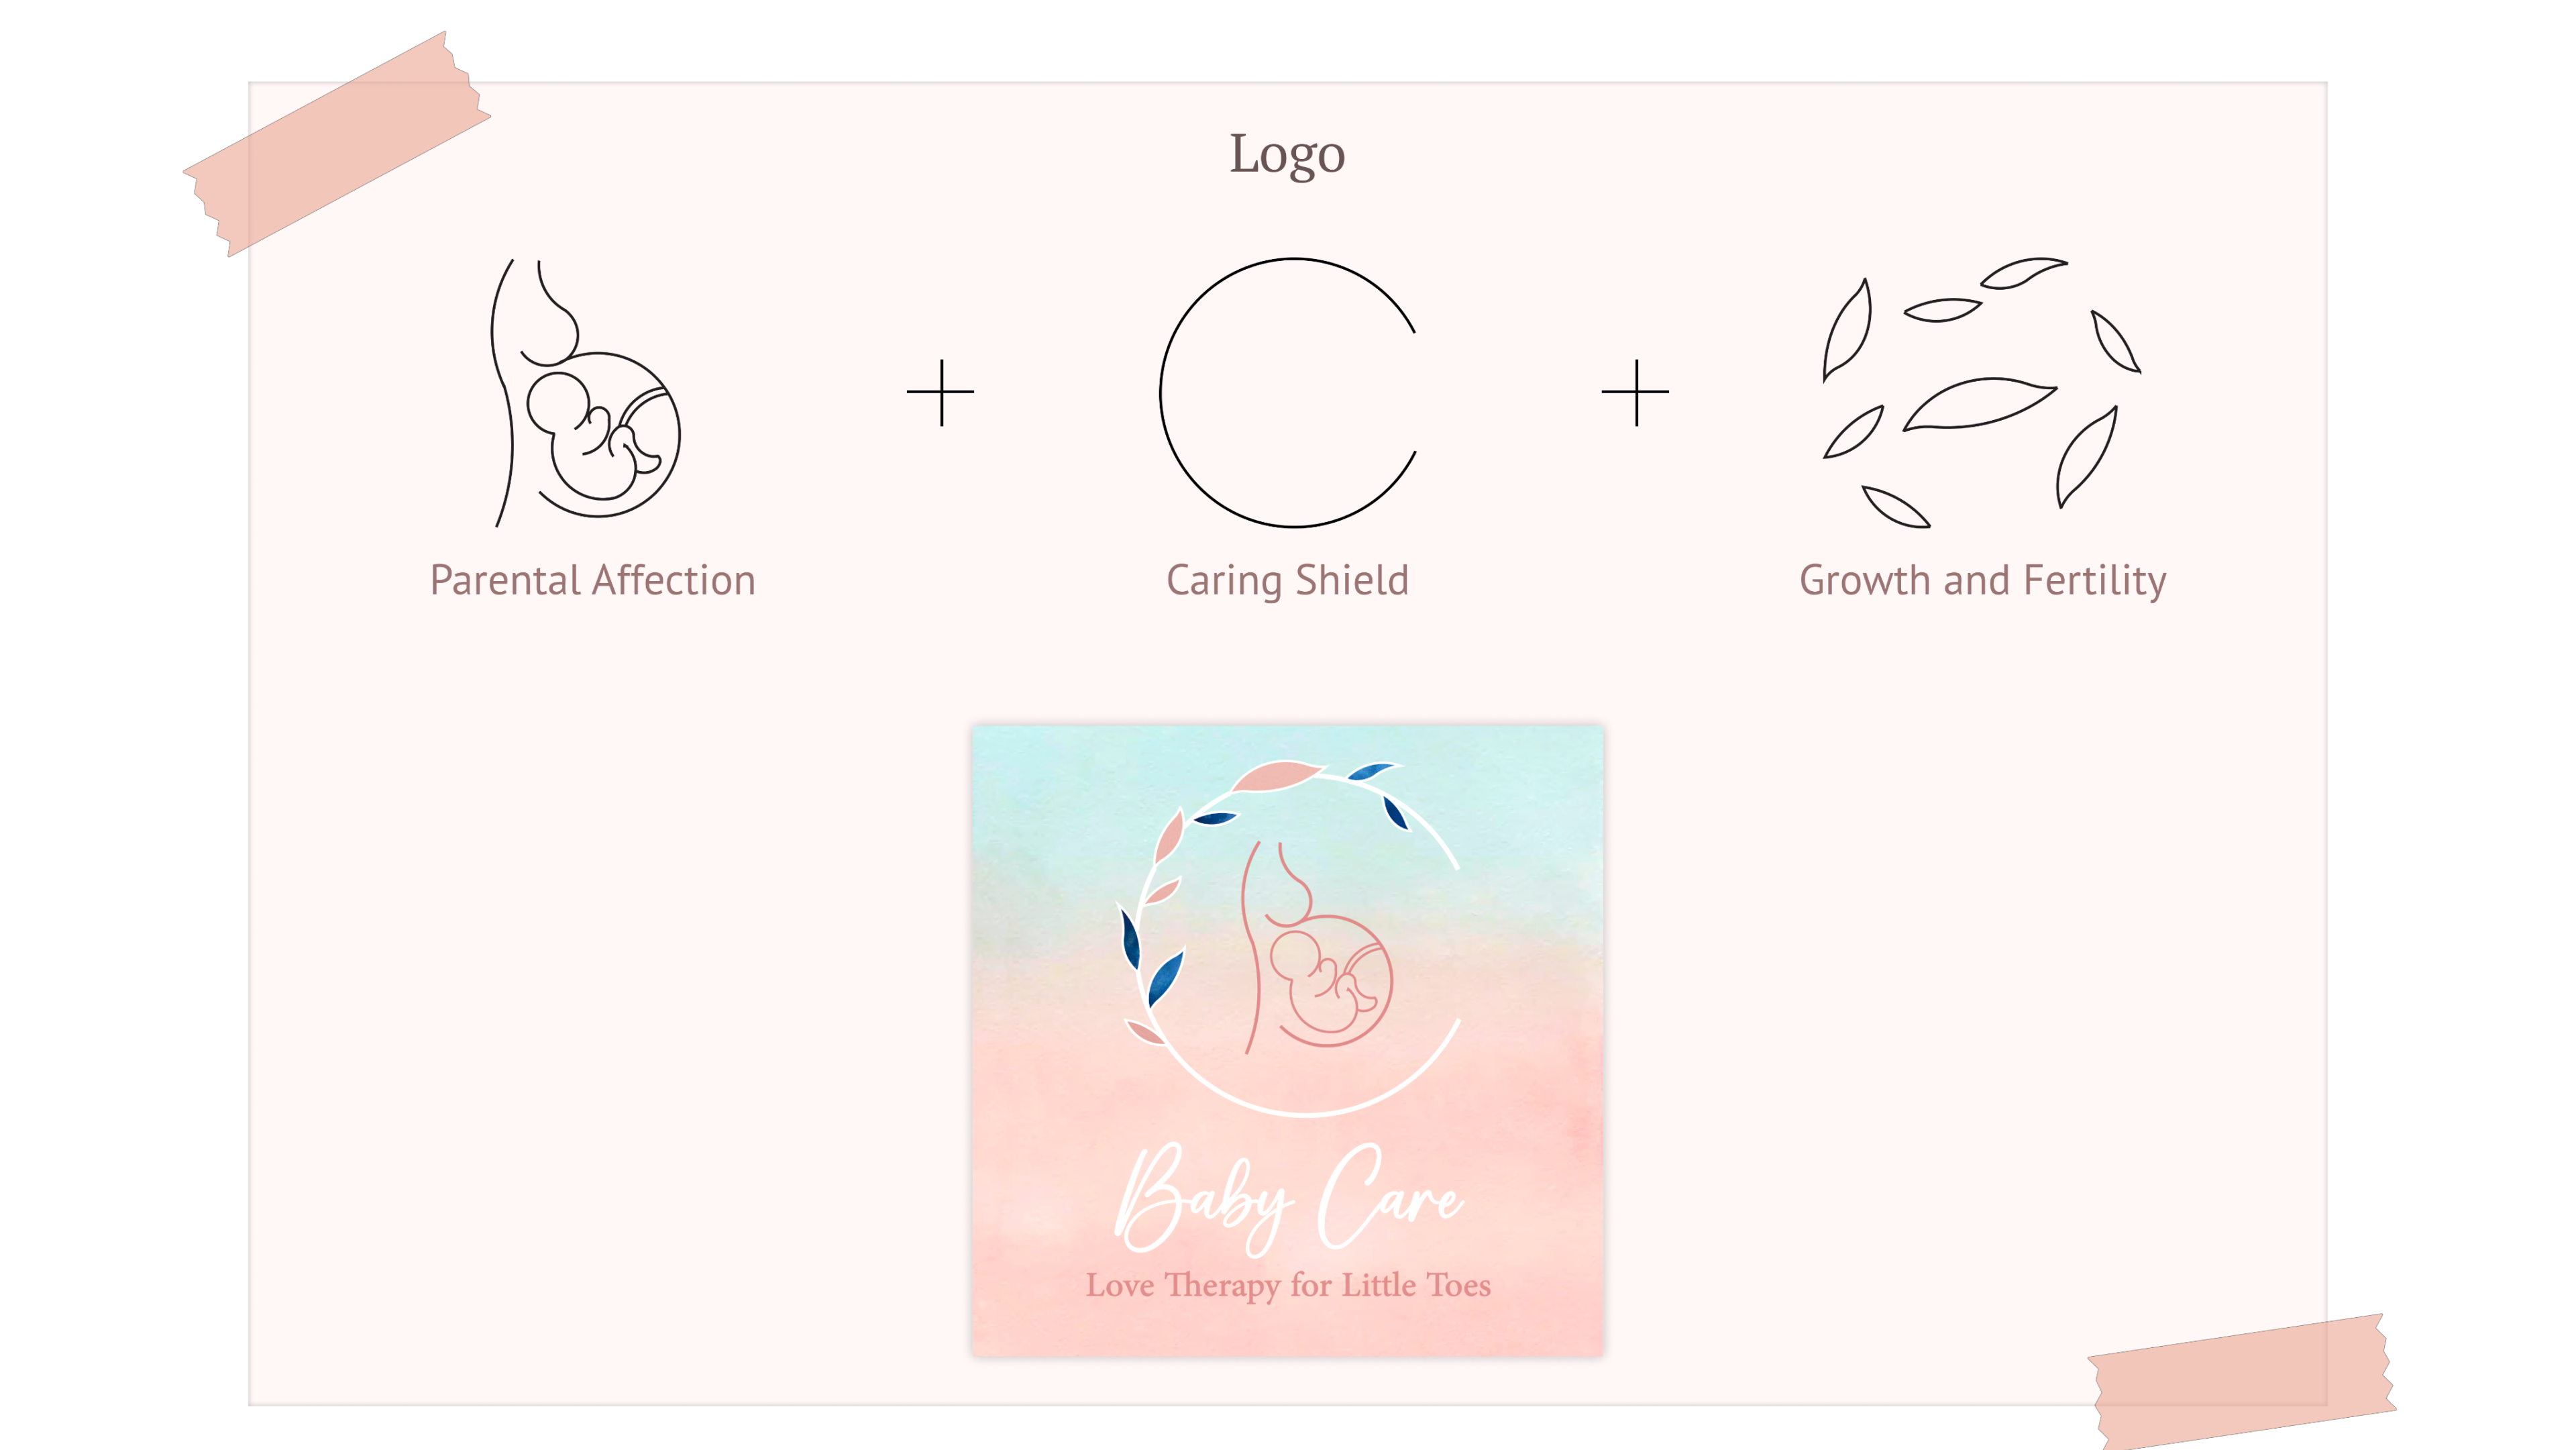 Logo
Parental Affection
Caring Shield
Growth and Fertility
Baby Care
Love Therapy for Little Toes